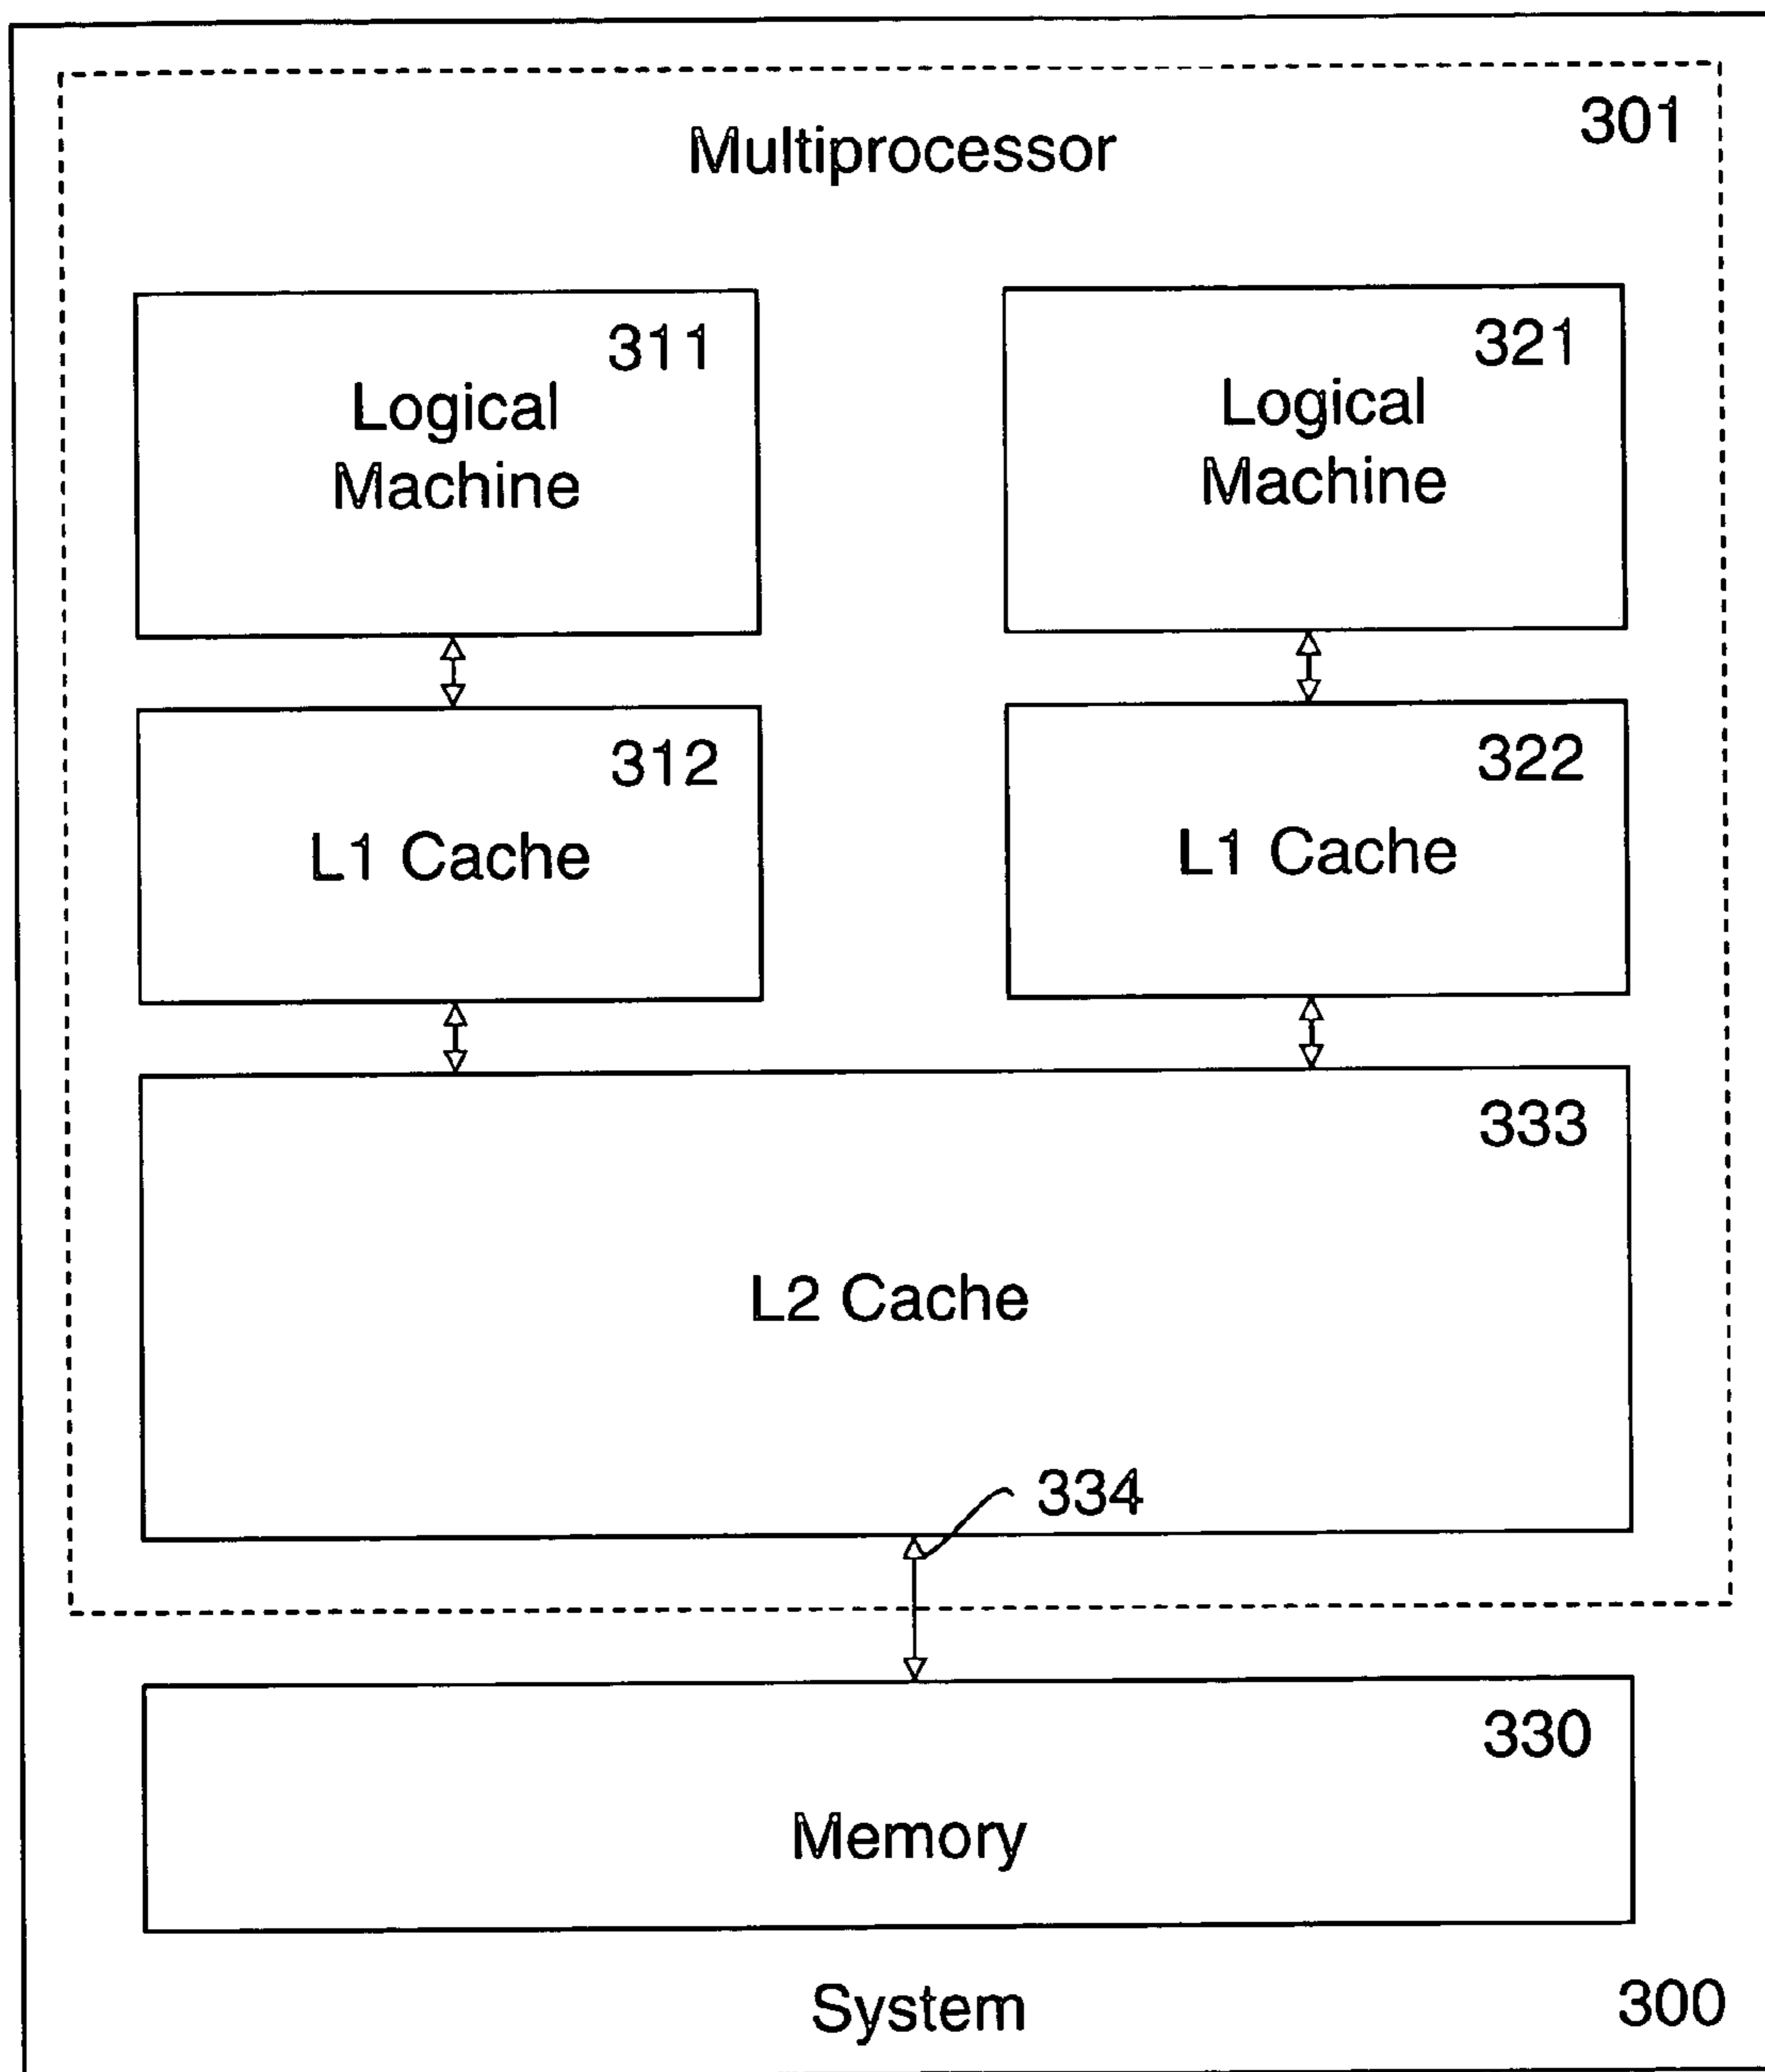 301
Multiprocessor
311
Logical
Machine
321
Logical
Machine
312
L1 Cache
322
L1 Cache
333
L2 Cache
334
330
Memory
System
300